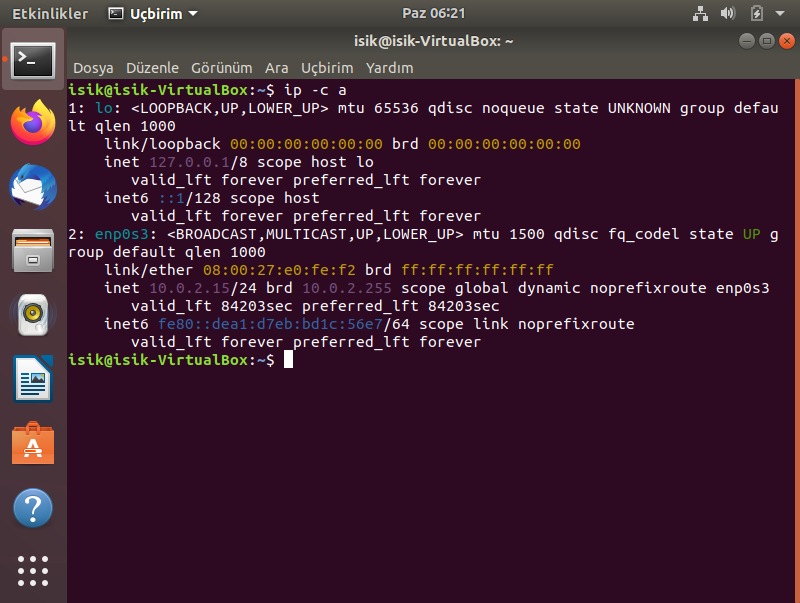 Etkinlikler Uçbirim Paz 06:21
isik@isik-VirtualBox: ~
Dosya Düzenle Görünüm Ara Uçbirim Yardım
isik@isik-VirtualBox:~$ ip -c a
1: lo: <LOOPBACK,UP,LOWER_UP> mtu 65536 qdisc noqueue state UNKNOWN group defau
lt qlen 1000
    link/loopback 00:00:00:00:00:00 brd 00:00:00:00:00:00
    inet 127.0.0.1/8 scope host lo
       valid_lft forever preferred_lft forever
    inet6 ::1/128 scope host
       valid_lft forever preferred_lft forever
2: enp0s3: <BROADCAST,MULTICAST,UP,LOWER_UP> mtu 1500 qdisc fq_codel state UP g
roup default qlen 1000
    link/ether 08:00:27:e0:fe:f2 brd ff:ff:ff:ff:ff:ff
    inet 10.0.2.15/24 brd 10.0.2.255 scope global dynamic noprefixroute enp0s3
       valid_lft 84203sec preferred_lft 84203sec
    inet6 fe80::dea1:d7eb:bd1c:56e7/64 scope link noprefixroute
       valid_lft forever preferred_lft forever
isik@isik-VirtualBox:~$